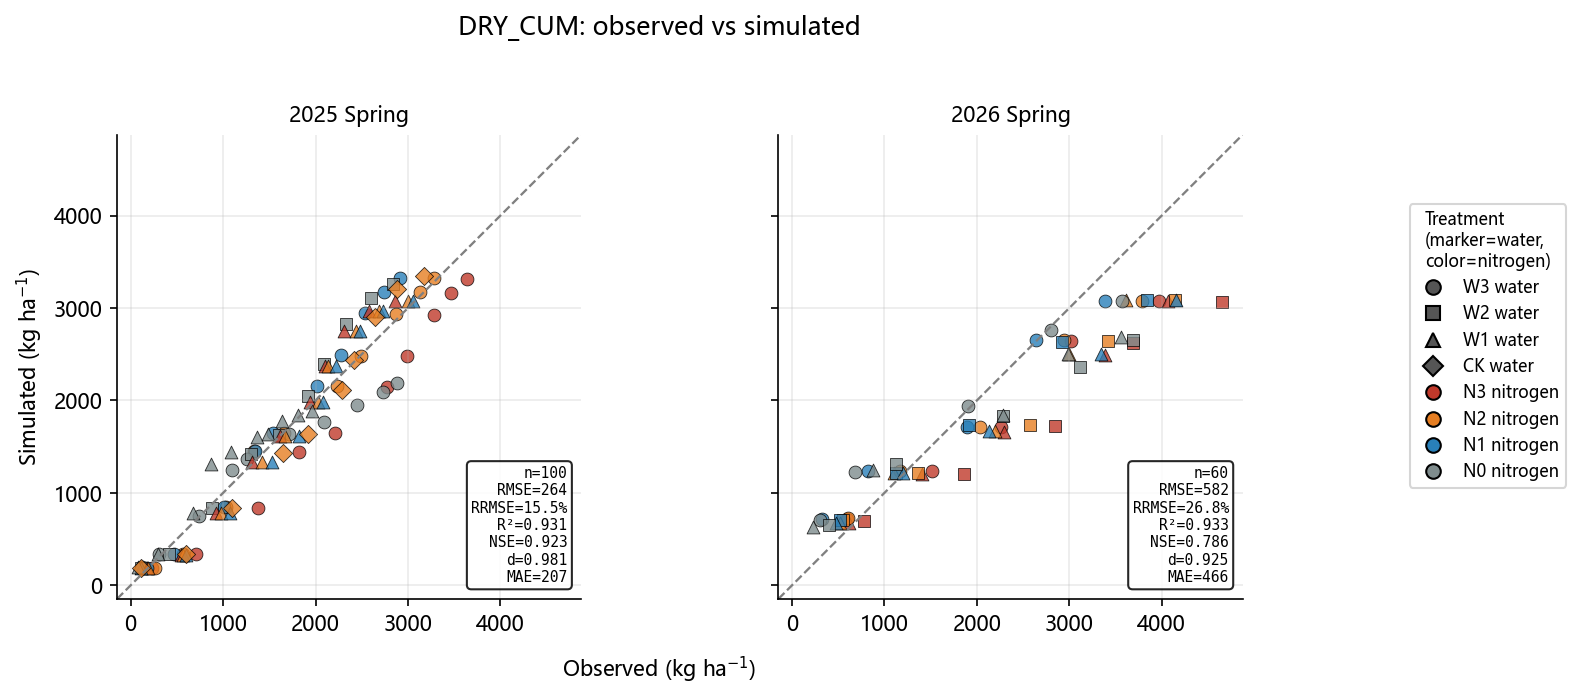 DRY_CUM: observed vs simulated
2025 Spring
2026 Spring
Simulated (kg ha⁻¹)
4000
3000
2000
1000
0
0 1000 2000 3000 4000
0 1000 2000 3000 4000
Observed (kg ha⁻¹)
n=100
RMSE=264
RRMSE=15.5%
R²=0.931
NSE=0.923
d=0.981
MAE=207
n=60
RMSE=582
RRMSE=26.8%
R²=0.933
NSE=0.786
d=0.925
MAE=466
Treatment
(marker=water,
color=nitrogen)
W3 water
W2 water
W1 water
CK water
N3 nitrogen
N2 nitrogen
N1 nitrogen
N0 nitrogen